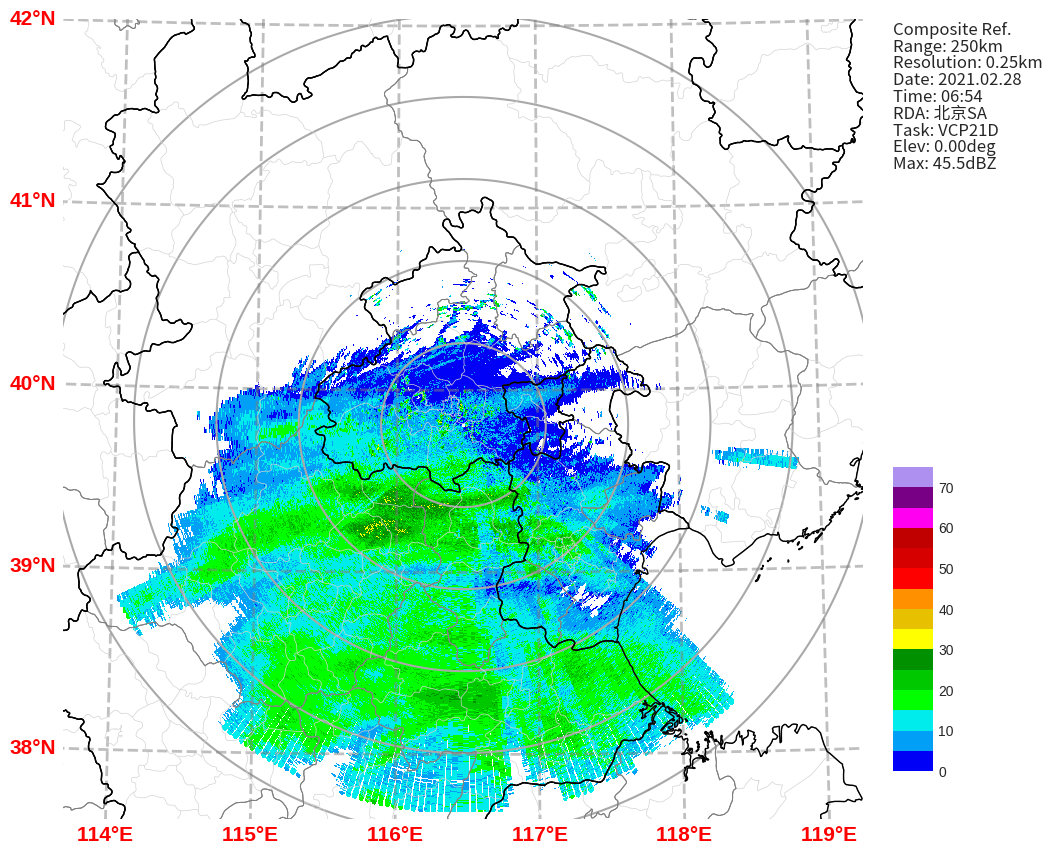 Composite Ref.
Range: 250km
Resolution: 0.25km
Date: 2021.02.28
Time: 06:54
RDA: 北京SA
Task: VCP21D
Elev: 0.00deg
Max: 45.5dBZ
42°N
41°N
40°N
39°N
38°N
70
60
50
40
30
20
10
0
114°E
115°E
116°E
117°E
118°E
119°E